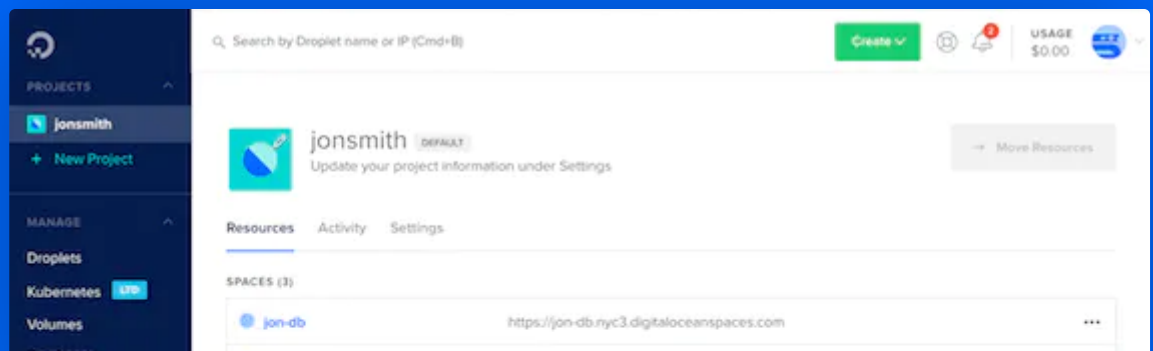 Search by Droplet name or IP (Cmd+B)
Create
2
USAGE
$0.00
PROJECTS
jonsmith
+ New Project
MANAGE
Droplets
Kubernetes LTD
Volumes
jonsmith DEFAULT
Update your project information under Settings
→ Move Resources
Resources Activity Settings
SPACES (3)
jon-db https://jon-db.nyc3.digitaloceanspaces.com ...